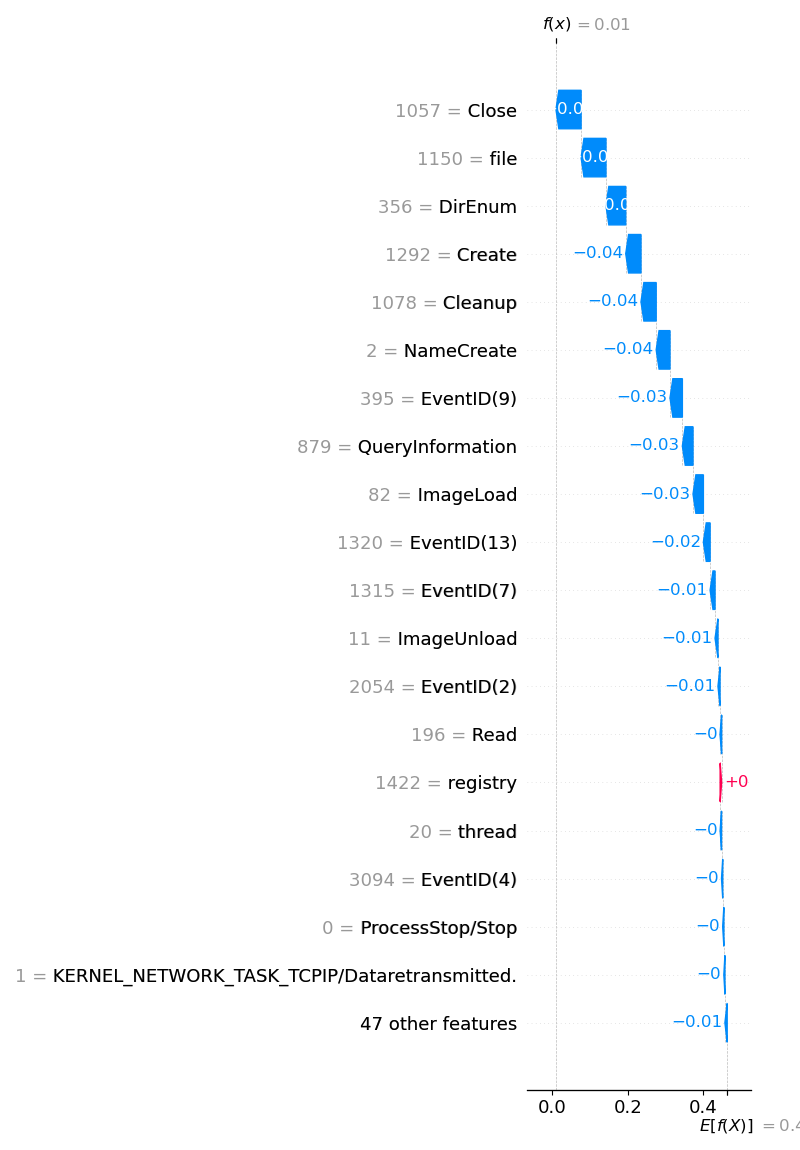 f(x) = 0.01
1057 = Close
1150 = file
356 = DirEnum
1292 = Create −0.04
1078 = Cleanup −0.04
2 = NameCreate −0.04
395 = EventID(9) −0.03
879 = QueryInformation −0.03
82 = ImageLoad −0.03
1320 = EventID(13) −0.02
1315 = EventID(7) −0.01
11 = ImageUnload −0.01
2054 = EventID(2) −0.01
196 = Read −0
1422 = registry +0
20 = thread −0
3094 = EventID(4) −0
0 = ProcessStop/Stop −0
1 = KERNEL_NETWORK_TASK_TCPIP/Dataretransmitted. −0
47 other features −0.01
0.0 0.2 0.4
E[f(X)] = 0.4